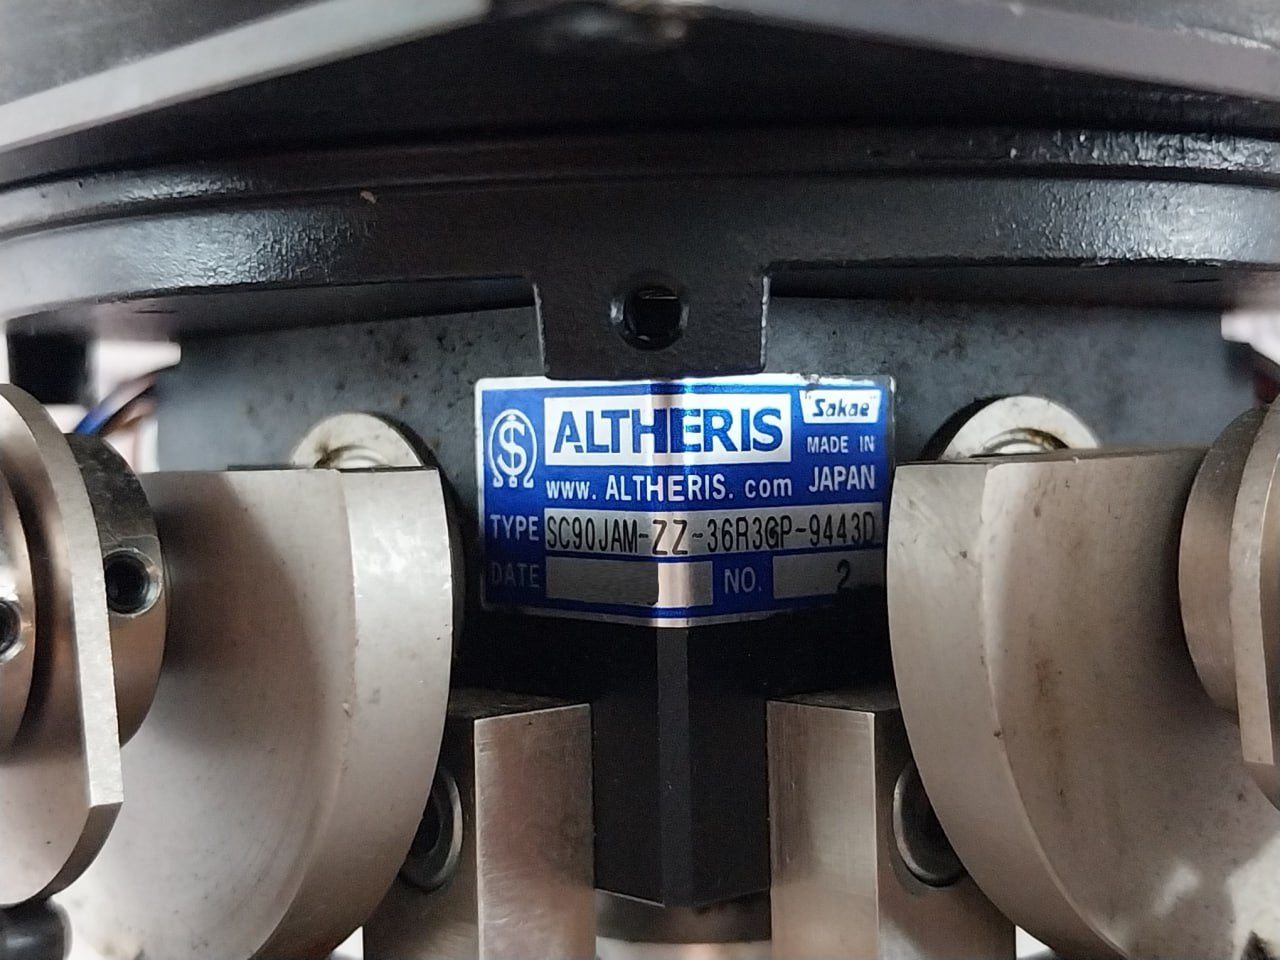 ALTHERIS
"Sakae"
MADE IN
JAPAN
www.ALTHERIS.com
TYPE SC90JAM-ZZ-36R3GP-9443D
DATE
NO. 2